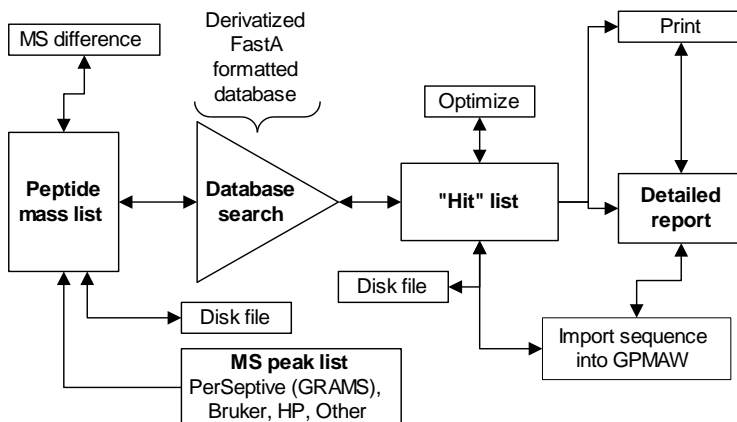 MS difference
Derivatized
FastA
formatted
database
Print
Optimize
Peptide
mass list
Database
search
"Hit" list
Detailed
report
Disk file
Disk file
Import sequence
into GPMAW
MS peak list
PerSeptive (GRAMS),
Bruker, HP, Other